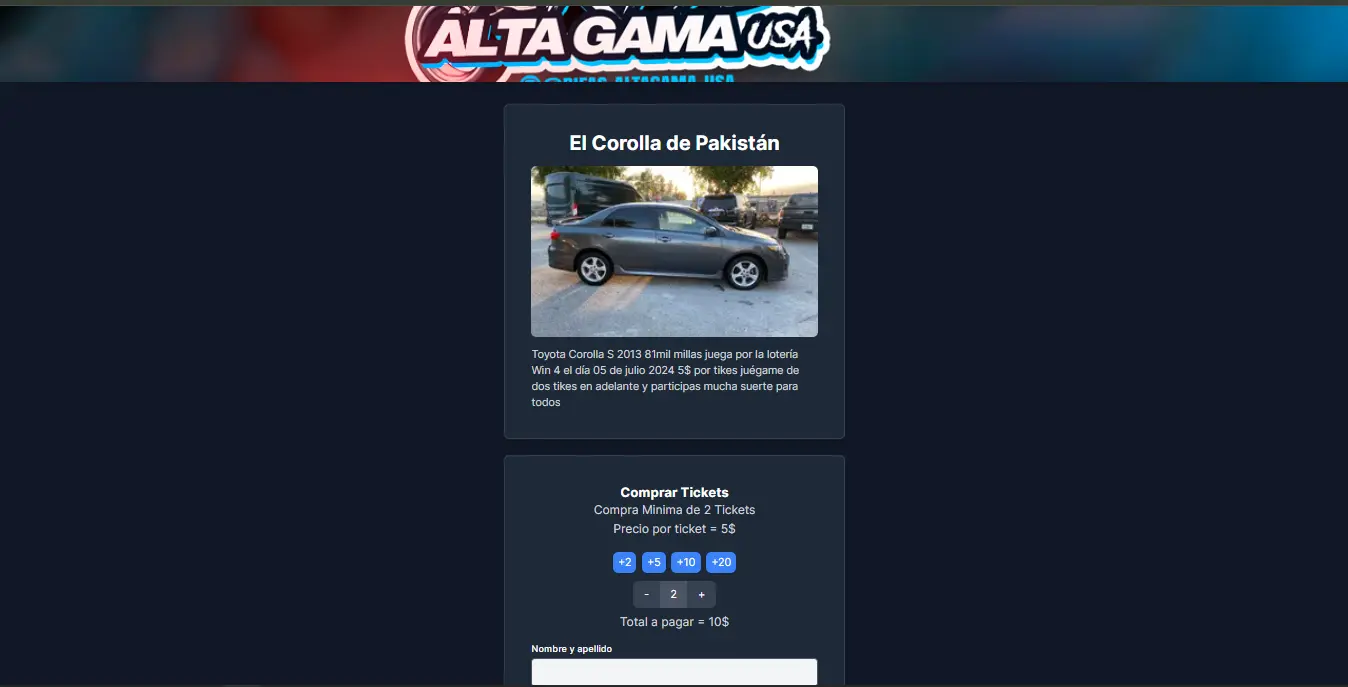 ALTA GAMA USA
@RIFAS_ALTAGAMA_USA
El Corolla de Pakistán
Toyota Corolla S 2013 81mil millas juega por la lotería
Win 4 el día 05 de julio 2024 5$ por tikes juégame de
dos tikes en adelante y participas mucha suerte para
todos
Comprar Tickets
Compra Minima de 2 Tickets
Precio por ticket = 5$
+2 +5 +10 +20
- 2 +
Total a pagar = 10$
Nombre y apellido